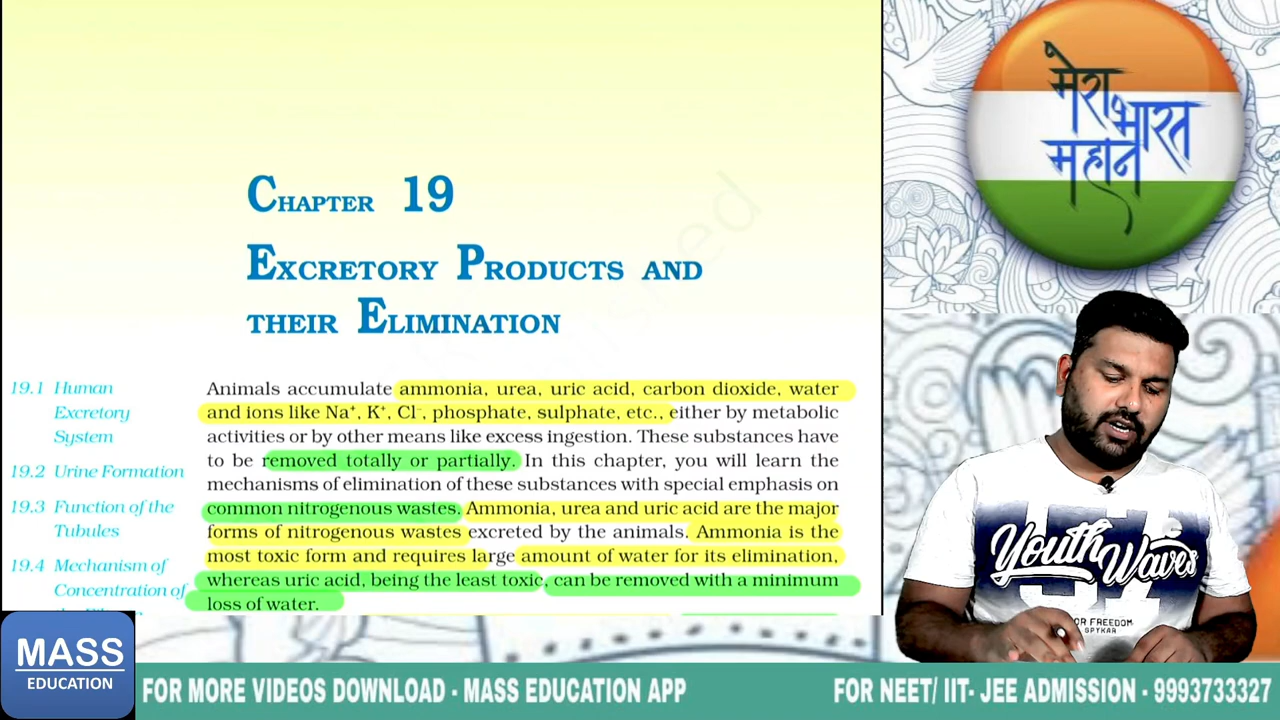 CHAPTER 19
EXCRETORY PRODUCTS AND
THEIR ELIMINATION
19.1 Human
Excretory
System
19.2 Urine Formation
19.3 Function of the
Tubules
19.4 Mechanism of
Concentration of
Animals accumulate ammonia, urea, uric acid, carbon dioxide, water
and ions like Na⁺, K⁺, Cl⁻, phosphate, sulphate, etc., either by metabolic
activities or by other means like excess ingestion. These substances have
to be removed totally or partially. In this chapter, you will learn the
mechanisms of elimination of these substances with special emphasis on
common nitrogenous wastes. Ammonia, urea and uric acid are the major
forms of nitrogenous wastes excreted by the animals. Ammonia is the
most toxic form and requires large amount of water for its elimination,
whereas uric acid, being the least toxic, can be removed with a minimum
loss of water.
मेरा
भारत
महान
Youth
Waves
FOR FREEDOM
SPYKAR
MASS
EDUCATION
FOR MORE VIDEOS DOWNLOAD - MASS EDUCATION APP
FOR NEET/ IIT- JEE ADMISSION - 9993733327